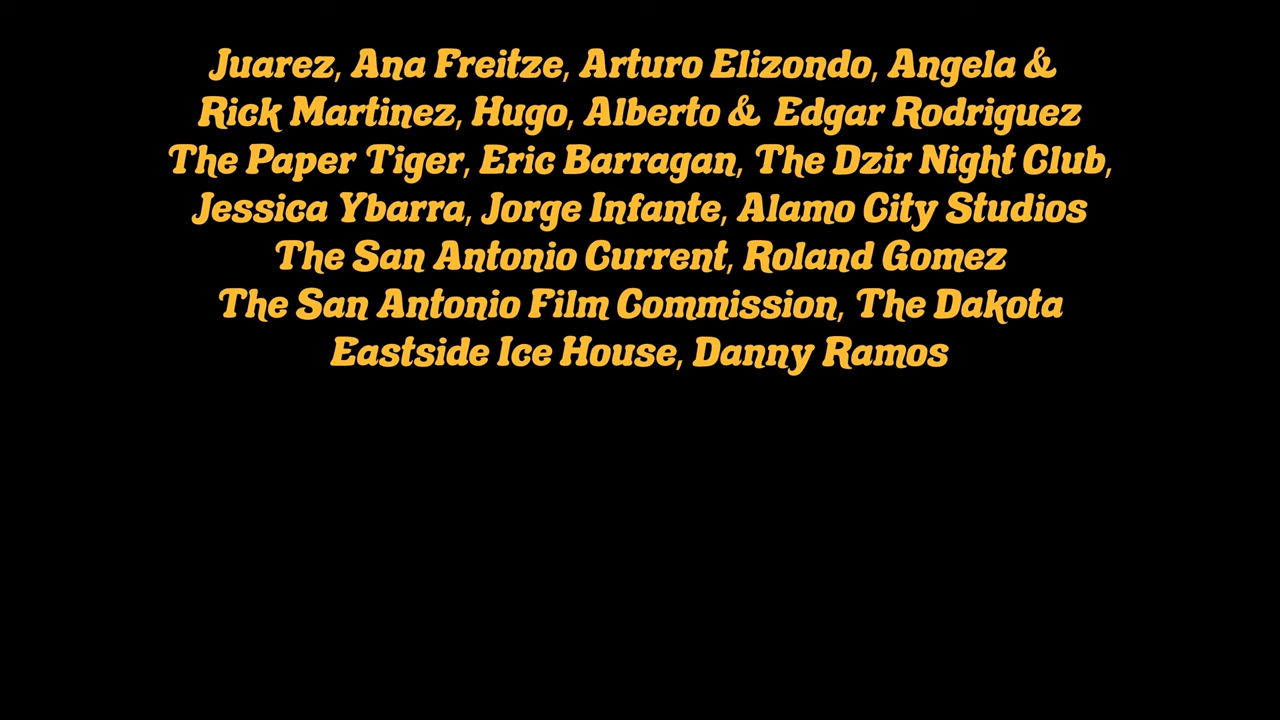 Juarez, Ana Freitze, Arturo Elizondo, Angela &
Rick Martinez, Hugo, Alberto & Edgar Rodriguez
The Paper Tiger, Eric Barragan, The Dzir Night Club,
Jessica Ybarra, Jorge Infante, Alamo City Studios
The San Antonio Current, Roland Gomez
The San Antonio Film Commission, The Dakota
Eastside Ice House, Danny Ramos